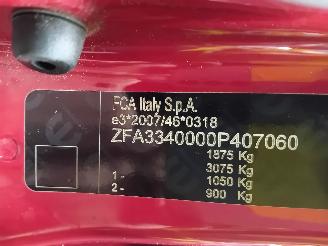 FCA Italy S.p.A.
e3*2007/46*0318
ZFA3340000P407060
1875 Kg
3075 Kg
1 - 1050 Kg
2 - 900 Kg